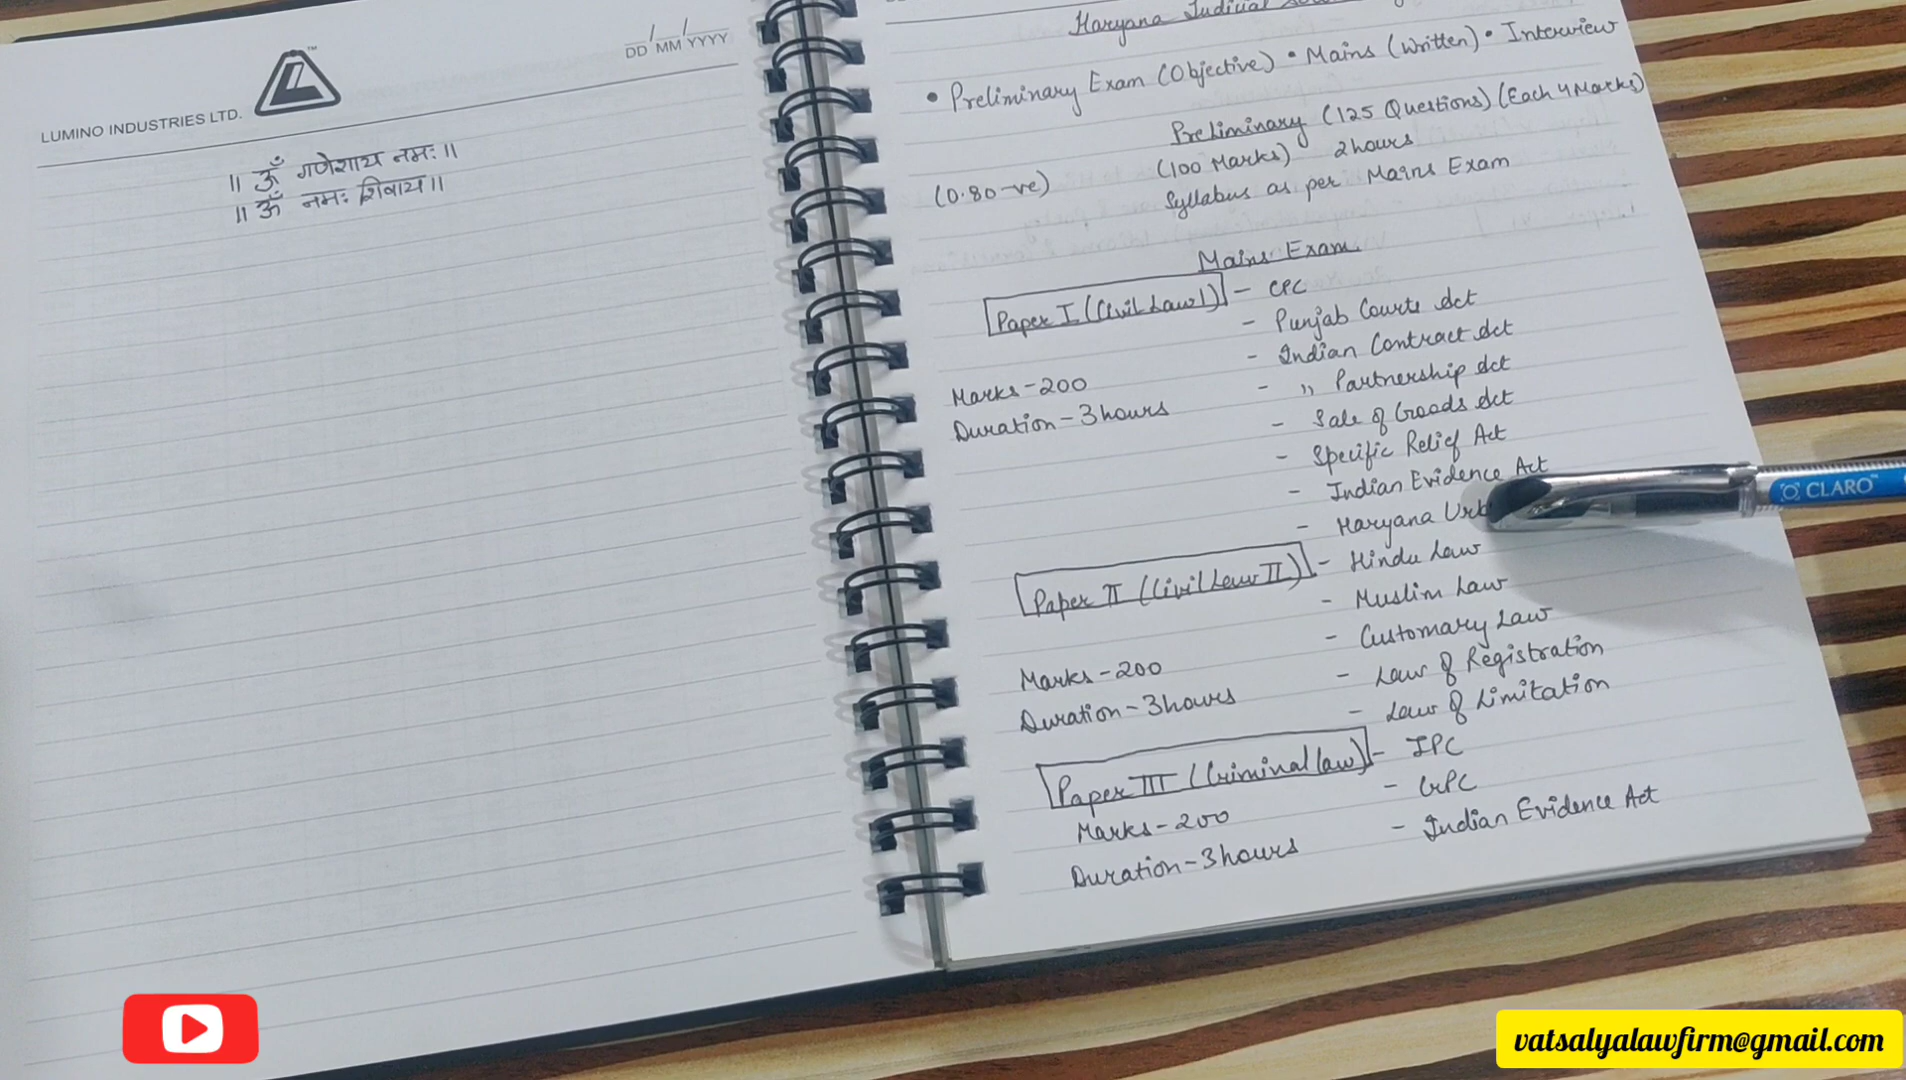 DD/MM/YYYY
LUMINO INDUSTRIES LTD.
TM
॥ ॐ गणेशाय नमः ॥
॥ ॐ नमः शिवाय ॥
Haryana Judicial
• Preliminary Exam (Objective) • Mains (Written) • Interview
Preliminary (125 Questions) (Each 4 Marks)
(100 Marks) 2 hours
(0.80-ve)
Syllabus as per Mains Exam
Mains Exam
Paper I (Civil Law I) - CPC
- Punjab Courts Act
- Indian Contract Act
Marks - 200
- " Partnership Act
Duration - 3 hours
- Sale of Goods Act
- Specific Relief Act
- Indian Evidence Act
- Haryana Urb
Paper II (Civil Law II) - Hindu Law
- Muslim Law
- Customary Law
Marks - 200
- Law of Registration
Duration - 3 hours
- Law of Limitation
Paper III (Criminal Law) - IPC
- CrPC
Marks - 200
- Indian Evidence Act
Duration - 3 hours
CLARO
vatsalyalawfirm@gmail.com